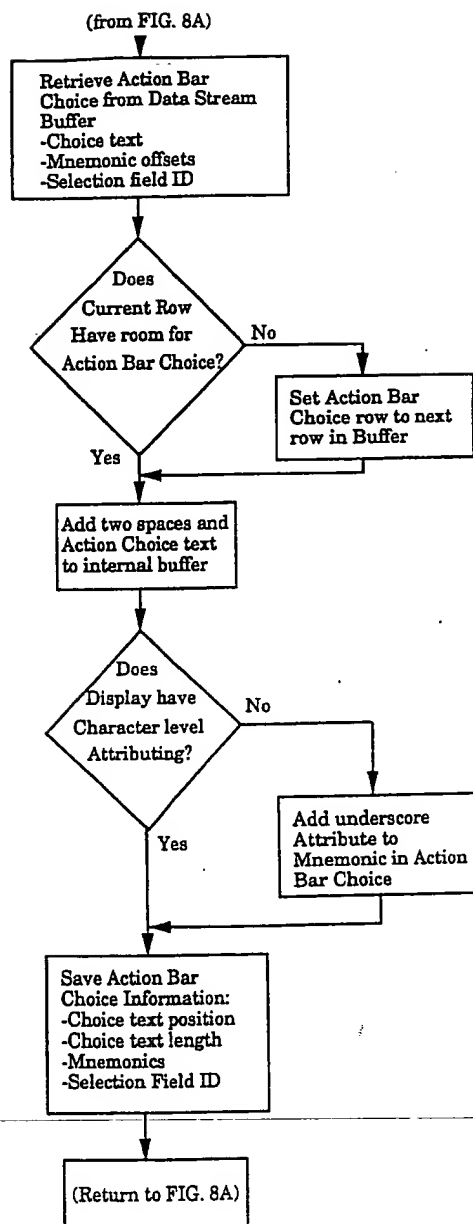 (from FIG. 8A)
Retrieve Action Bar
Choice from Data Stream
Buffer
-Choice text
-Mnemonic offsets
-Selection field ID
Does
Current Row
Have room for
Action Bar Choice?
No
Set Action Bar
Choice row to next
row in Buffer
Yes
Add two spaces and
Action Choice text
to internal buffer
Does
Display have
Character level
Attributing?
No
Add underscore
Attribute to
Mnemonic in Action
Bar Choice
Yes
Save Action Bar
Choice Information:
-Choice text position
-Choice text length
-Mnemonics
-Selection Field ID
(Return to FIG. 8A)